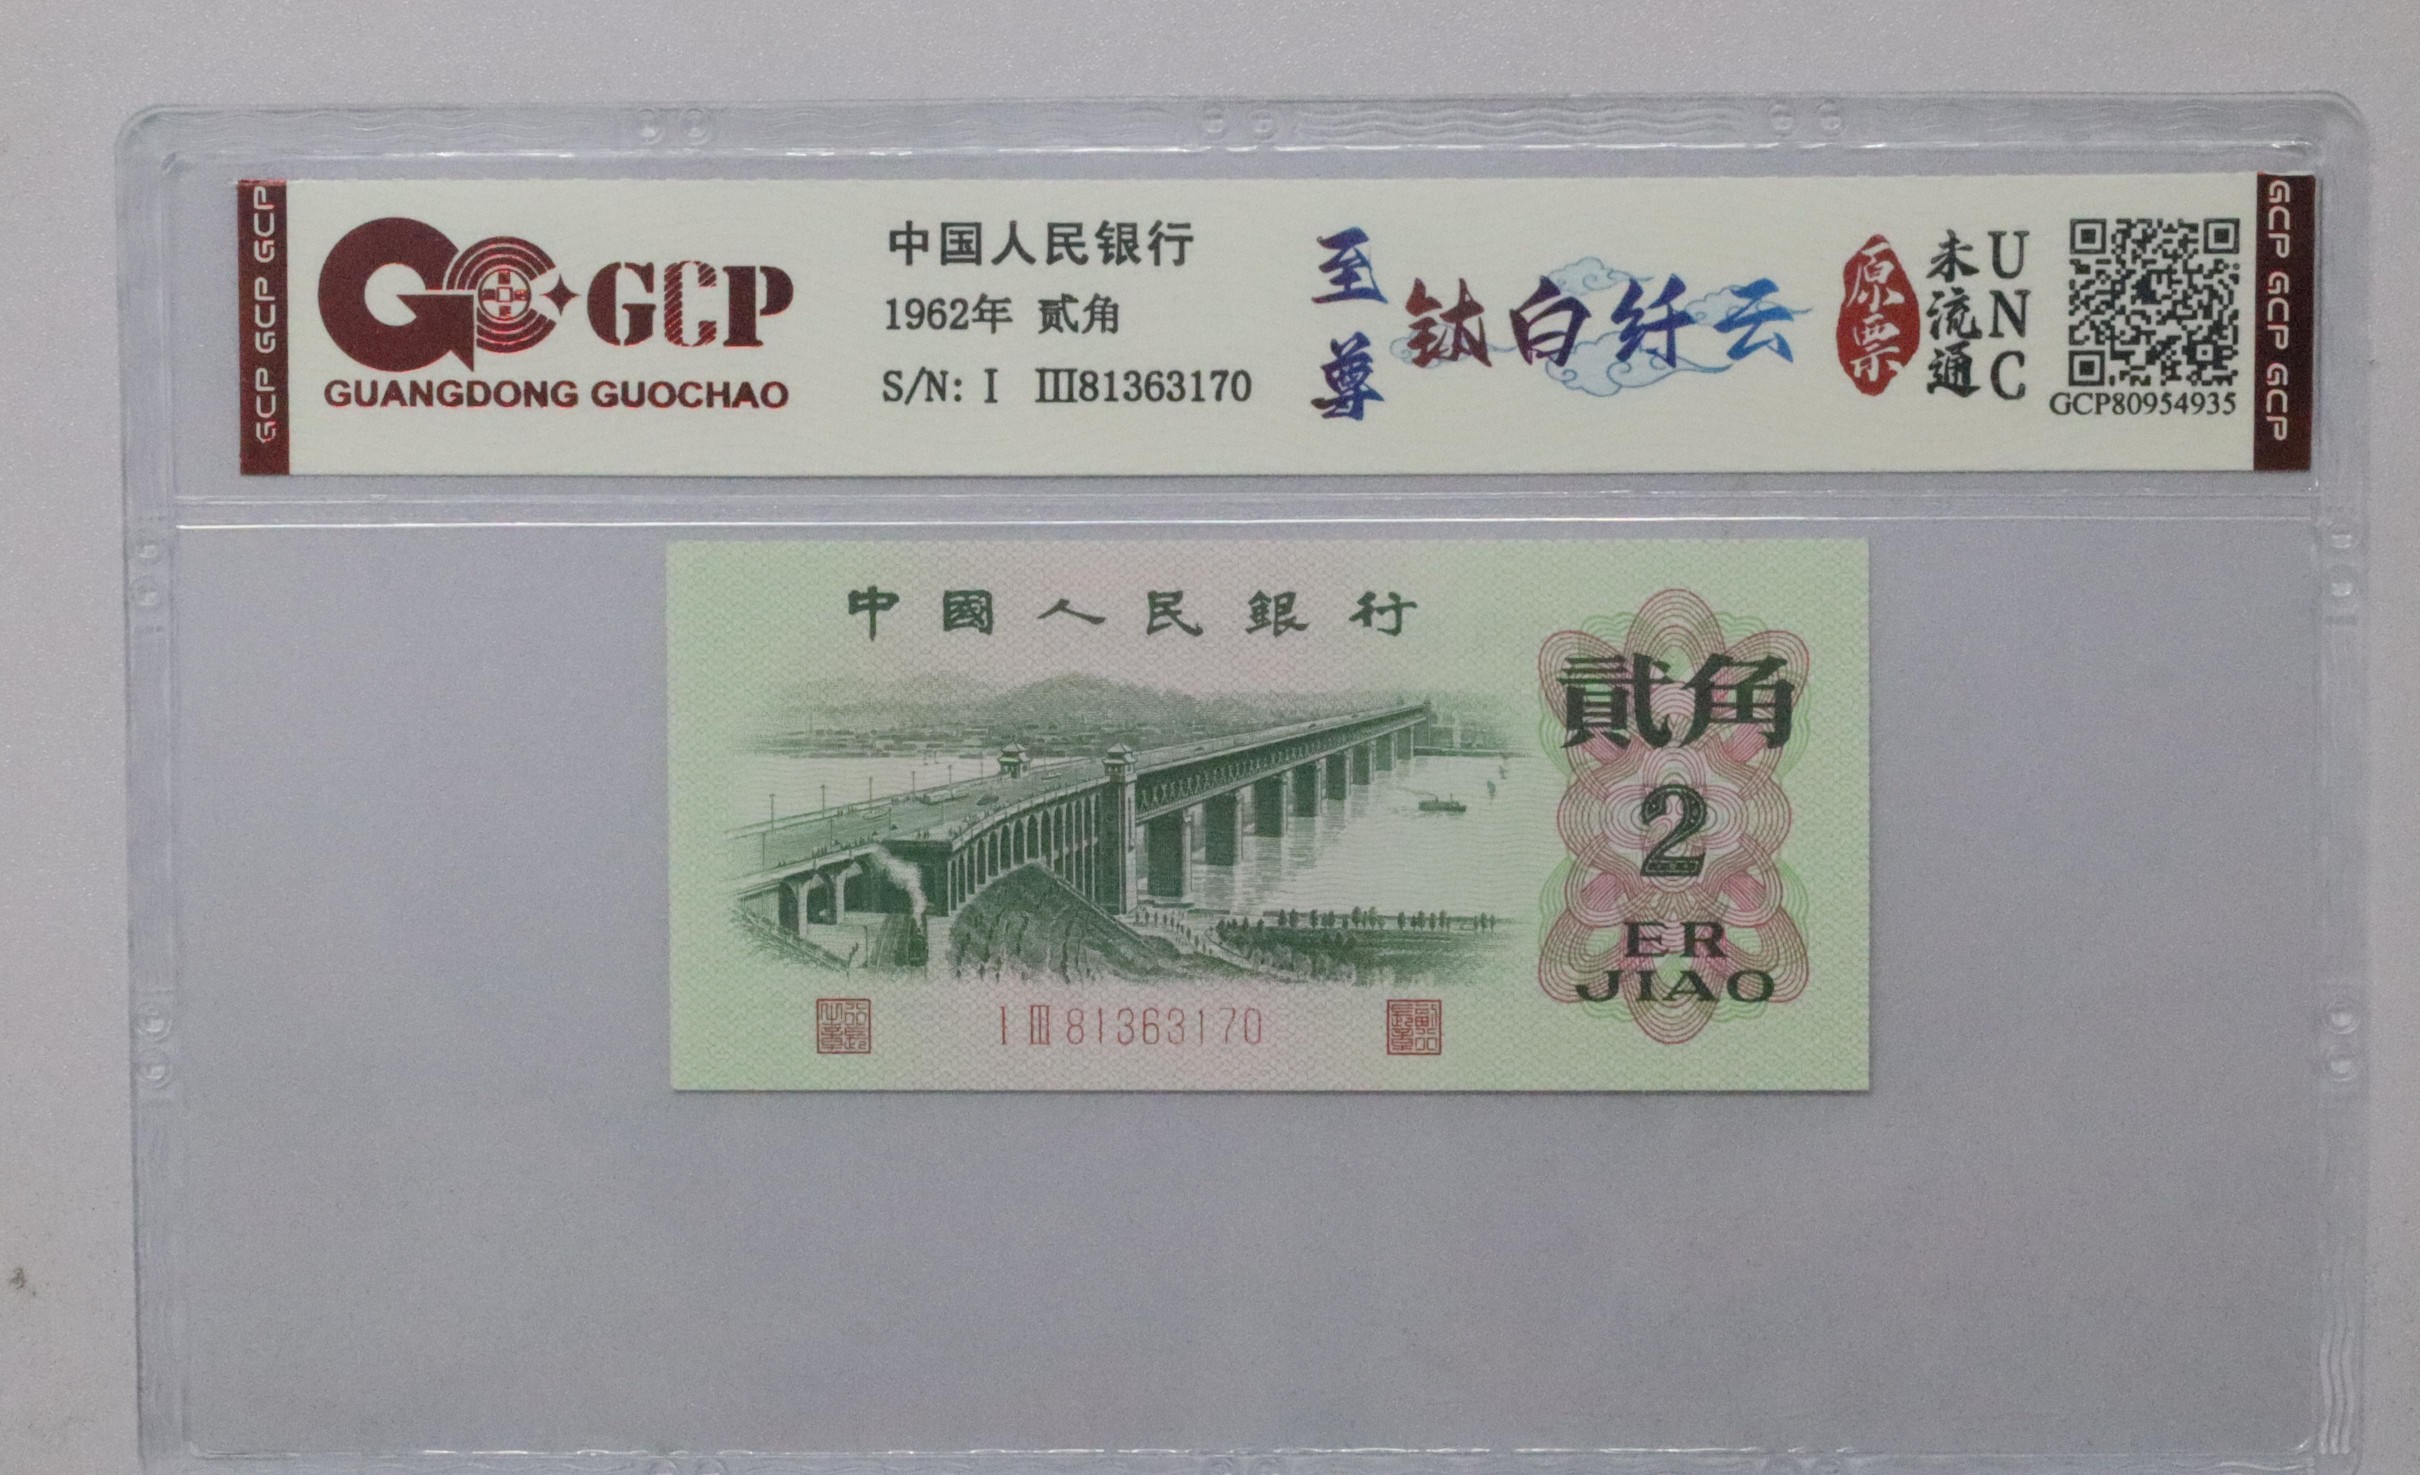 GCP GCP GCP
GCP
GUANGDONG GUOCHAO
中国人民银行
1962年 贰角
S/N: I III81363170
至尊
钛白纤云
原票
未流通
UNC
GCP80954935
GCP GCP GCP
中國人民銀行
貳角
2
ER
JIAO
I III 81363170